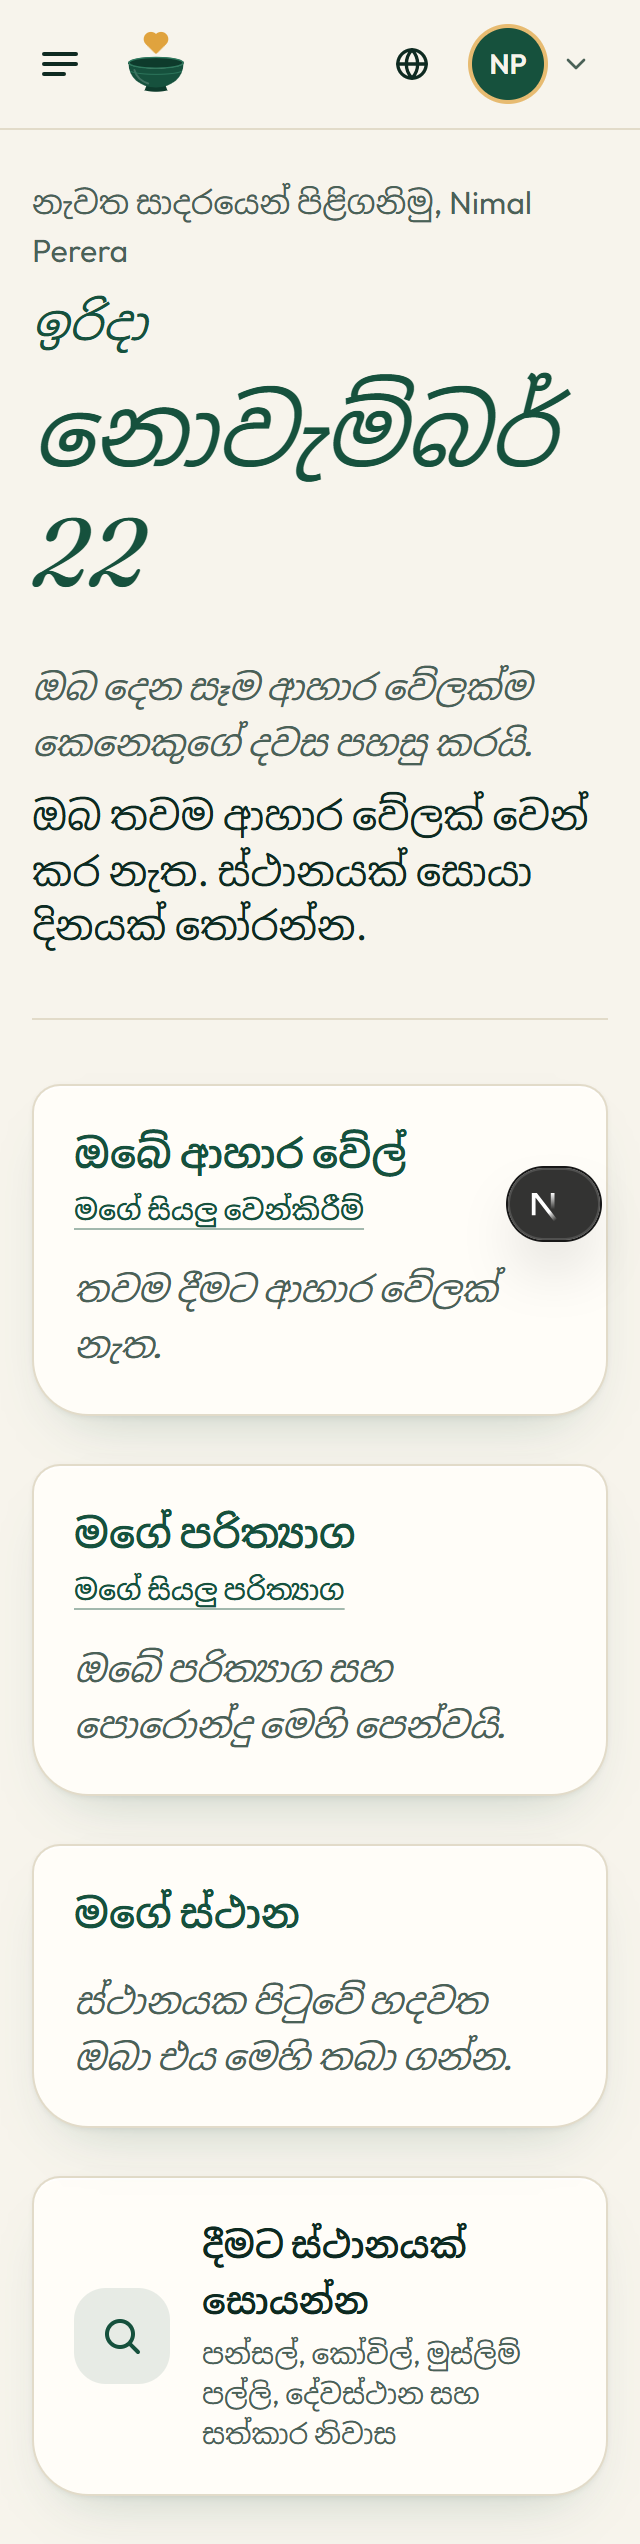 NP
නැවත සාදරයෙන් පිළිගනිමු, Nimal
Perera
ඉරිදා
නොවැම්බර්
22
ඔබ දෙන සෑම ආහාර වේලක්ම
කෙනෙකුගේ දවස පහසු කරයි.
ඔබ තවම ආහාර වේලක් වෙන්
කර නැත. ස්ථානයක් සොයා
දිනයක් තෝරන්න.
ඔබේ ආහාර වේල්
මගේ සියලු වෙන්කිරීම්
N
තවම දීමට ආහාර වේලක්
නැත.
මගේ පරිත්‍යාග
මගේ සියලු පරිත්‍යාග
ඔබේ පරිත්‍යාග සහ
පොරොන්දු මෙහි පෙන්වයි.
මගේ ස්ථාන
ස්ථානයක පිටුවේ හදවත
ඔබා එය මෙහි තබා ගන්න.
දීමට ස්ථානයක්
සොයන්න
පන්සල්, කෝවිල්, මුස්ලිම්
පල්ලි, දේවස්ථාන සහ
සත්කාර නිවාස